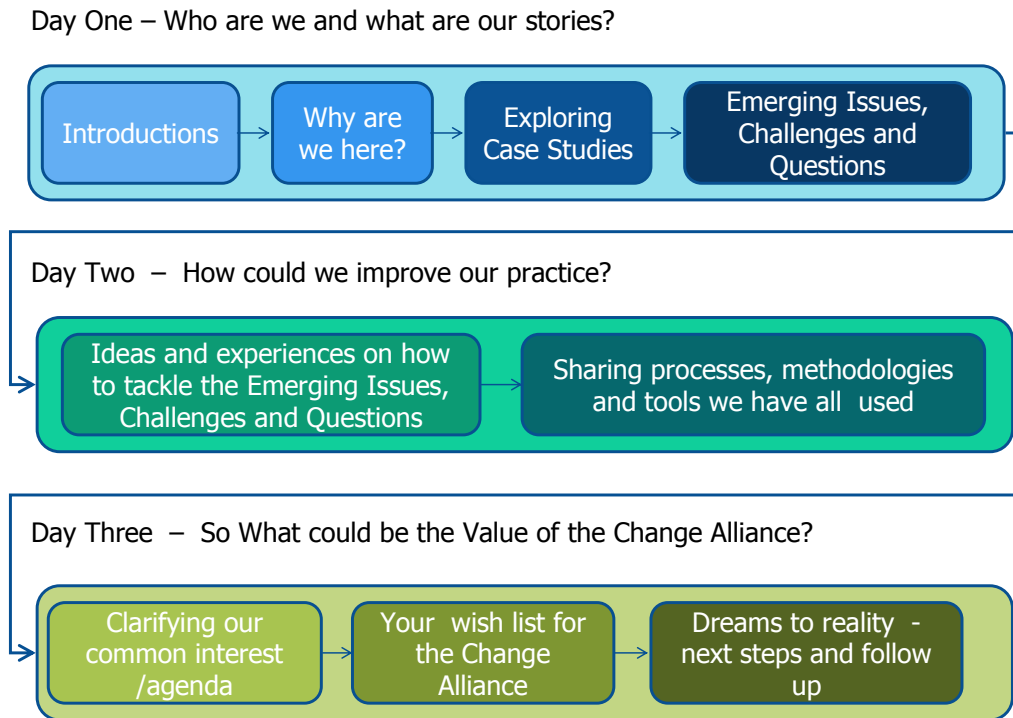 Day One – Who are we and what are our stories?
Introductions
Why are
we here?
Exploring
Case Studies
Emerging Issues,
Challenges and
Questions
Day Two – How could we improve our practice?
Ideas and experiences on how
to tackle the Emerging Issues,
Challenges and Questions
Sharing processes, methodologies
and tools we have all used
Day Three – So What could be the Value of the Change Alliance?
Clarifying our
common interest
/agenda
Your wish list for
the Change
Alliance
Dreams to reality -
next steps and follow
up